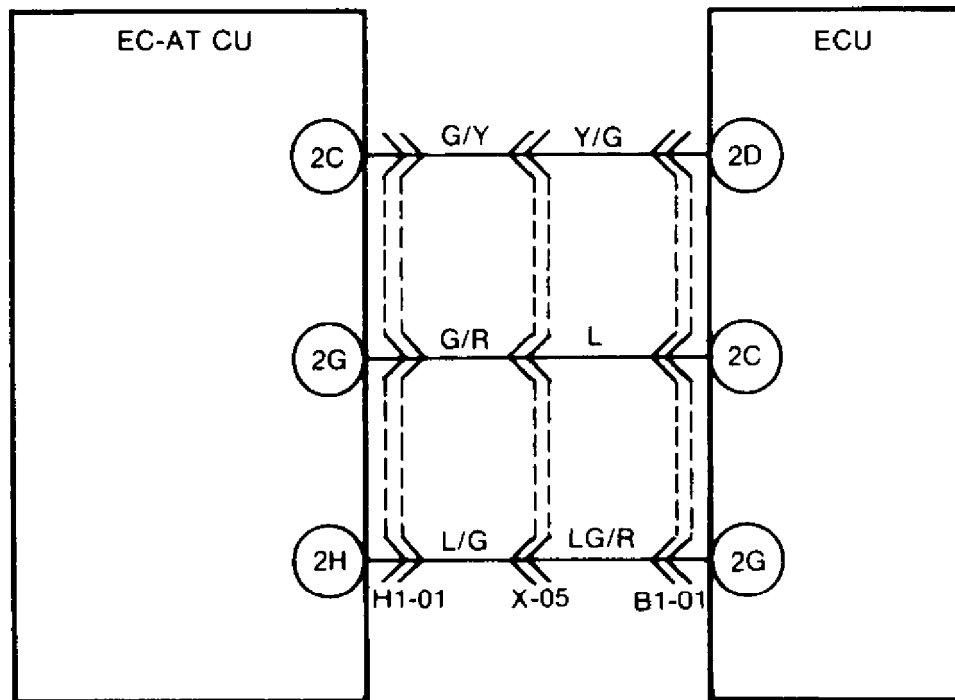 EC-AT CU
ECU
2C
G/Y
Y/G
2D
2G
G/R
L
2C
2H
L/G
LG/R
2G
H1-01
X-05
B1-01